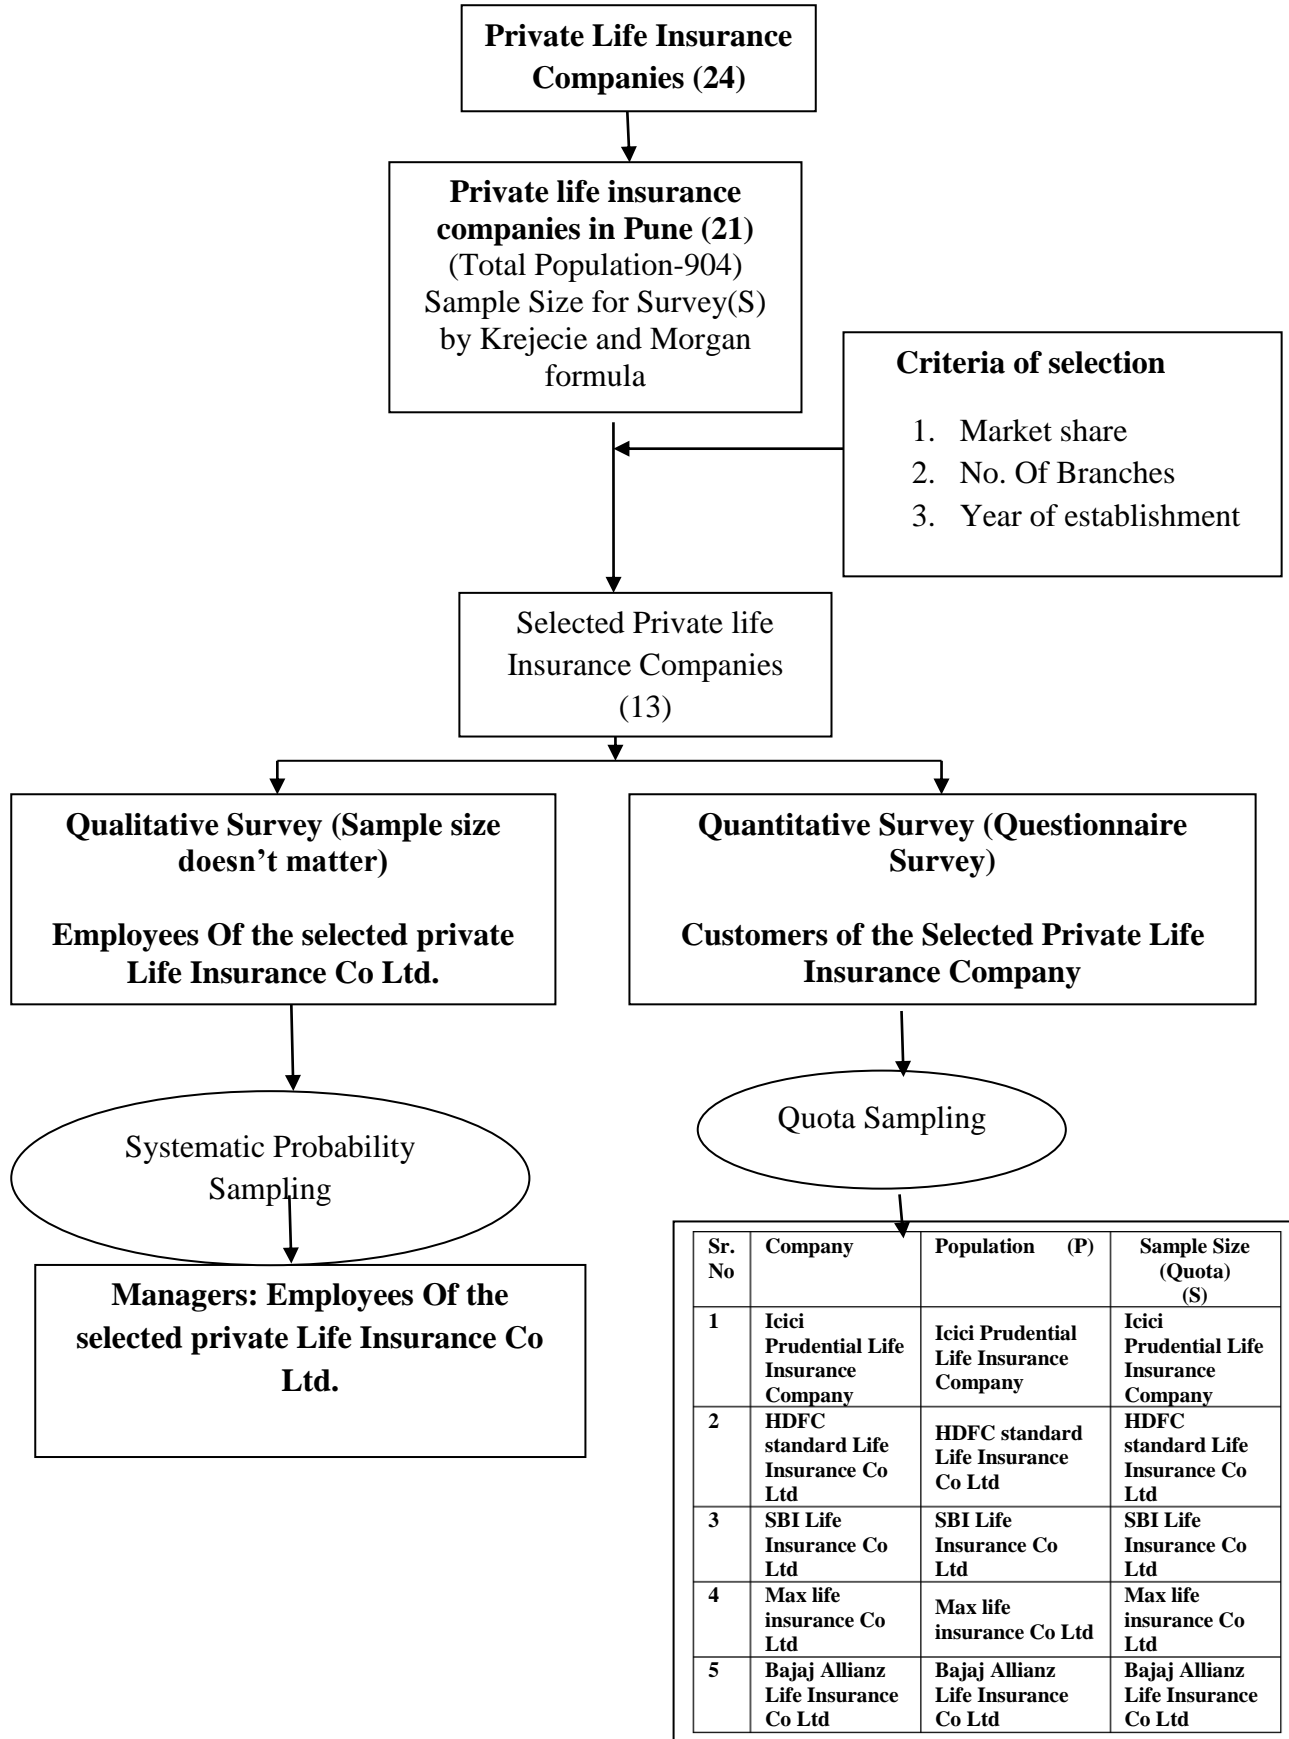 Private Life Insurance
Companies (24)
Private life insurance
companies in Pune (21)
(Total Population-904)
Sample Size for Survey(S)
by Krejecie and Morgan
formula
Criteria of selection
1. Market share
2. No. Of Branches
3. Year of establishment
Selected Private life
Insurance Companies
(13)
Qualitative Survey (Sample size
doesn’t matter)
Employees Of the selected private
Life Insurance Co Ltd.
Quantitative Survey (Questionnaire
Survey)
Customers of the Selected Private Life
Insurance Company
Systematic Probability
Sampling
Quota Sampling
Managers: Employees Of the
selected private Life Insurance Co
Ltd.
Sr.
No
Company
Population (P)
Sample Size
(Quota)
(S)
1
Icici
Prudential Life
Insurance
Company
Icici Prudential
Life Insurance
Company
Icici
Prudential Life
Insurance
Company
2
HDFC
standard Life
Insurance Co
Ltd
HDFC standard
Life Insurance
Co Ltd
HDFC
standard Life
Insurance Co
Ltd
3
SBI Life
Insurance Co
Ltd
SBI Life
Insurance Co
Ltd
SBI Life
Insurance Co
Ltd
4
Max life
insurance Co
Ltd
Max life
insurance Co Ltd
Max life
insurance Co
Ltd
5
Bajaj Allianz
Life Insurance
Co Ltd
Bajaj Allianz
Life Insurance
Co Ltd
Bajaj Allianz
Life Insurance
Co Ltd